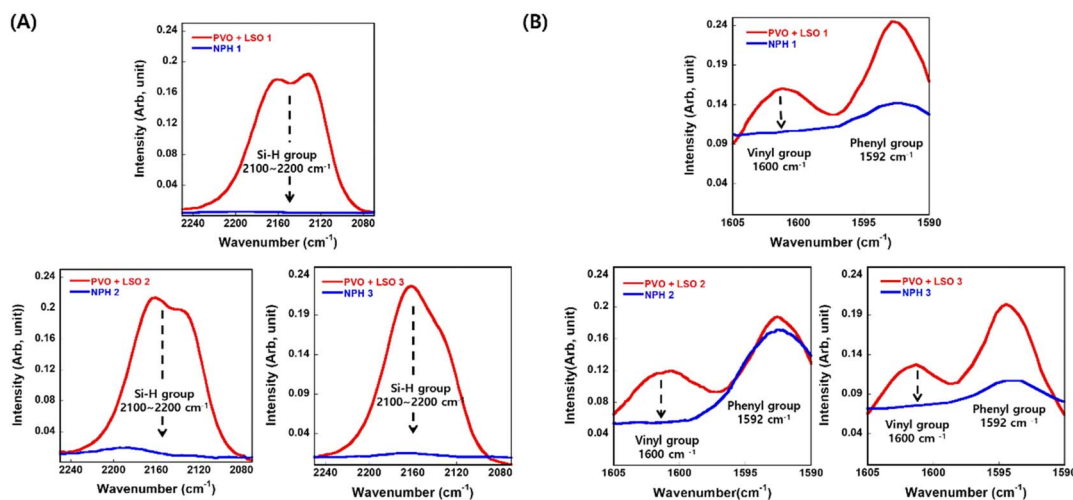 (A)
PVO + LSO 1
NPH 1
Intensity (Arb, unit)
0.24
0.2
0.16
0.12
0.08
0.04
Si-H group
2100~2200 cm⁻¹
2240 2200 2160 2120 2080
Wavenumber (cm⁻¹)
PVO + LSO 2
NPH 2
Intensity (Arb, unit))
0.24
0.2
0.16
0.12
0.08
0.04
Si-H group
2100~2200 cm⁻¹
2240 2200 2160 2120 2080
Wavenumber (cm⁻¹)
PVO + LSO 3
NPH 3
Intensity (Arb, unit)
0.24
0.19
0.14
0.09
0.04
Si-H group
2100~2200 cm⁻¹
2240 2200 2160 2120 2080
Wavenumber (cm⁻¹)
(B)
PVO + LSO 1
NPH 1
Intensity (Arb, unit)
0.24
0.19
0.14
0.09
0.04
Vinyl group
1600 cm⁻¹
Phenyl group
1592 cm⁻¹
1605 1600 1595 1590
Wavenumber (cm⁻¹)
PVO + LSO 2
NPH 2
Intensity(Arb, unit)
0.24
0.2
0.16
0.12
0.08
0.04
Vinyl group
1600 cm⁻¹
Phenyl group
1592 cm⁻¹
1605 1600 1595 1590
Wavenumber(cm⁻¹)
PVO + LSO 3
NPH 3
Intensity (Arb, unit)
0.24
0.2
0.16
0.12
0.08
0.04
Vinyl group
1600 cm⁻¹
Phenyl group
1592 cm⁻¹
1605 1600 1595 1590
Wavenumber (cm⁻¹)